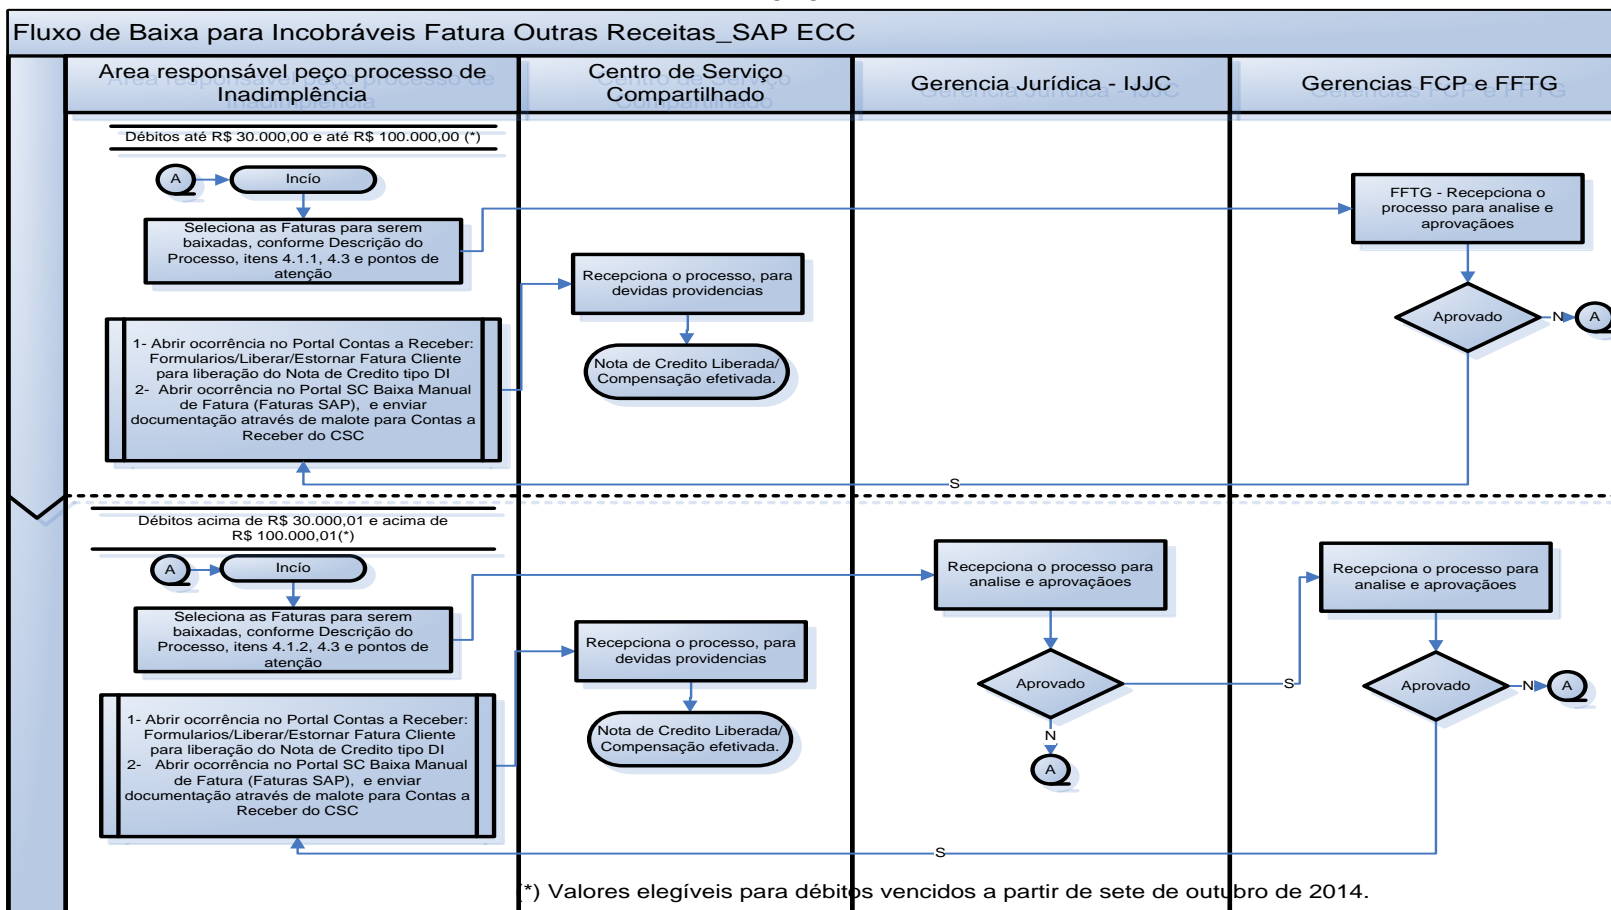 Fluxo de Baixa para Incobráveis Fatura Outras Receitas_SAP ECC
Area responsável peço processo de
Inadimplência
Centro de Serviço
Compartilhado
Gerencia Jurídica - IJJC
Gerencias FCP e FFTG
Débitos até R$ 30.000,00 e até R$ 100.000,00 (*)
A
Incío
Seleciona as Faturas para serem
baixadas, conforme Descrição do
Processo, itens 4.1.1, 4.3 e pontos de
atenção
FFTG - Recepciona o
processo para analise e
aprovaçãoes
Recepciona o processo, para
devidas providencias
Aprovado
N
A
1- Abrir ocorrência no Portal Contas a Receber:
Formularios/Liberar/Estornar Fatura Cliente
para liberação do Nota de Credito tipo DI
2- Abrir ocorrência no Portal SC Baixa Manual
de Fatura (Faturas SAP), e enviar
documentação através de malote para Contas a
Receber do CSC
Nota de Credito Liberada/
Compensação efetivada.
S
Débitos acima de R$ 30.000,01 e acima de
R$ 100.000,01(*)
A
Incío
Seleciona as Faturas para serem
baixadas, conforme Descrição do
Processo, itens 4.1.2, 4.3 e pontos de
atenção
Recepciona o processo, para
devidas providencias
Recepciona o processo para
analise e aprovaçãoes
Recepciona o processo para
analise e aprovaçãoes
Aprovado
S
N
A
Aprovado
N
A
1- Abrir ocorrência no Portal Contas a Receber:
Formularios/Liberar/Estornar Fatura Cliente
para liberação do Nota de Credito tipo DI
2- Abrir ocorrência no Portal SC Baixa Manual
de Fatura (Faturas SAP), e enviar
documentação através de malote para Contas a
Receber do CSC
Nota de Credito Liberada/
Compensação efetivada.
S
(*) Valores elegíveis para débitos vencidos a partir de sete de outubro de 2014.